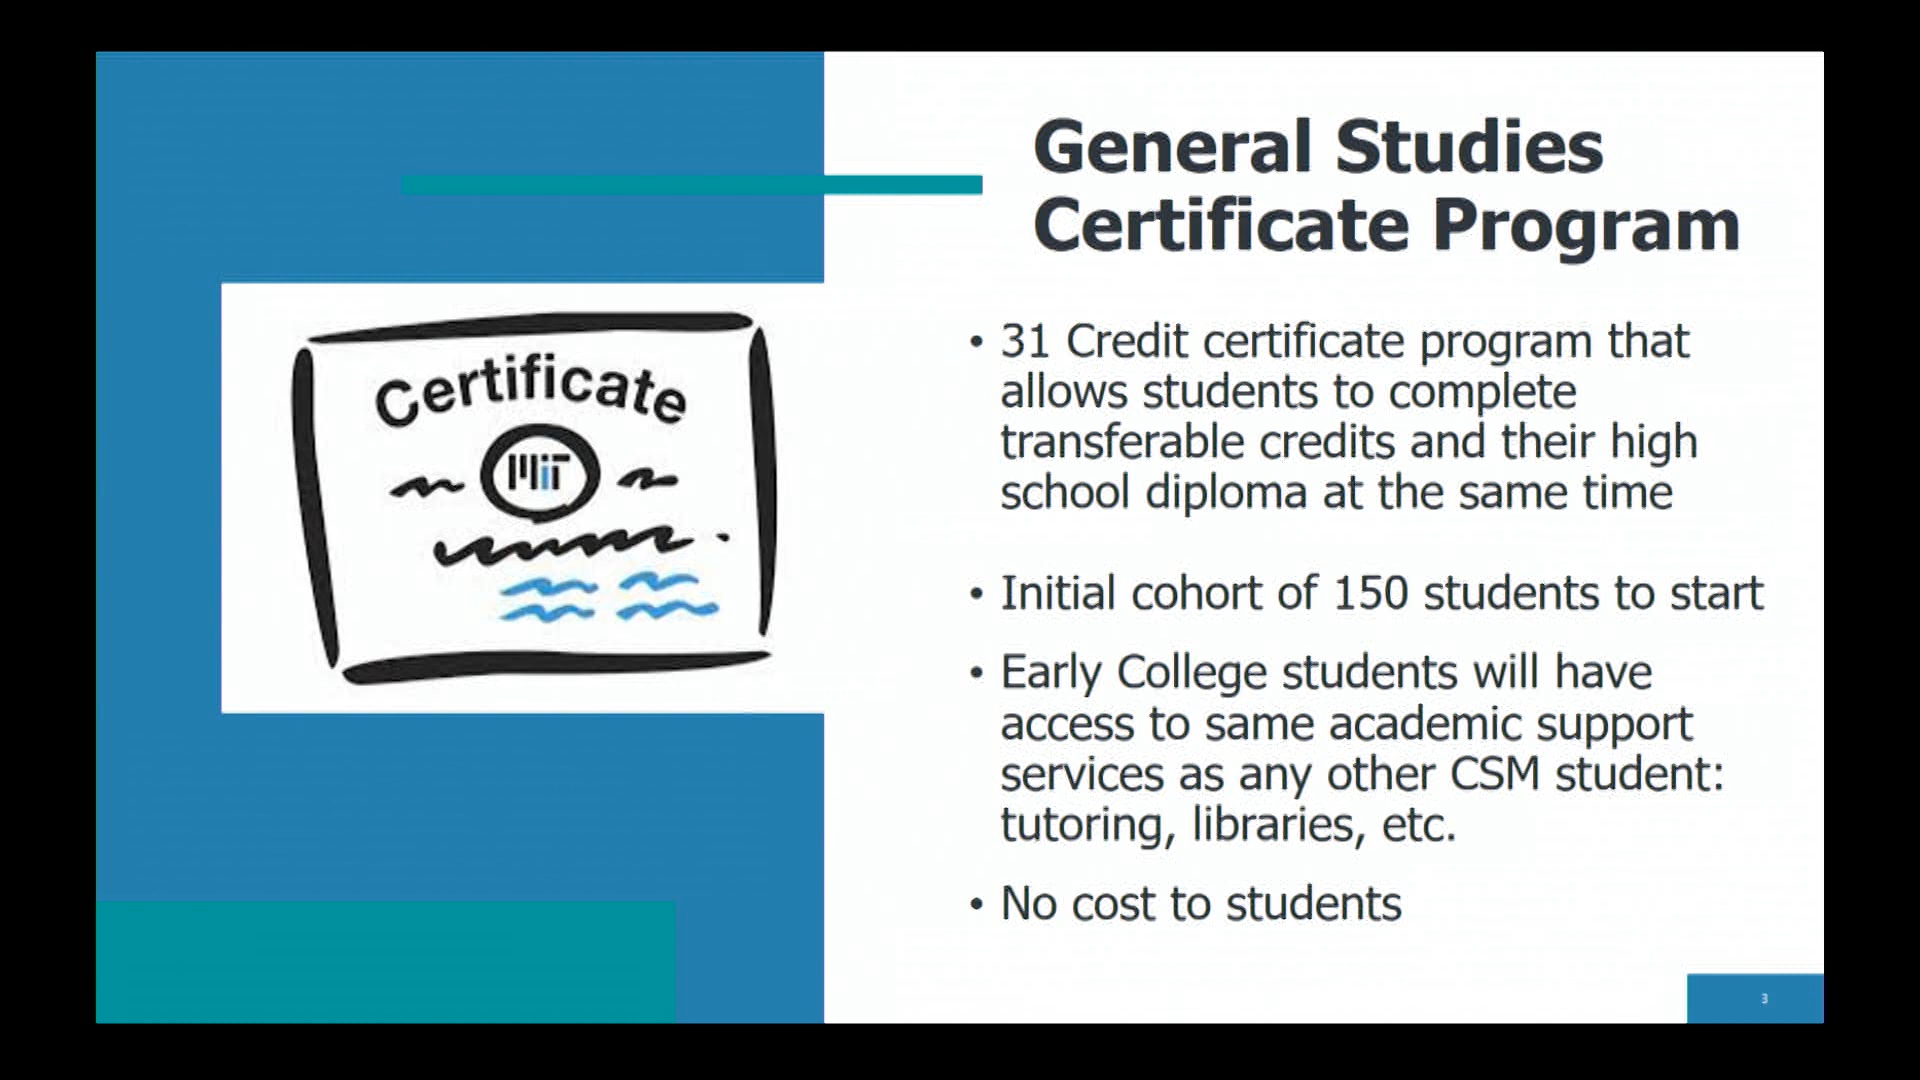 General Studies
Certificate Program
Certificate
MIT
• 31 Credit certificate program that
allows students to complete
transferable credits and their high
school diploma at the same time
• Initial cohort of 150 students to start
• Early College students will have
access to same academic support
services as any other CSM student:
tutoring, libraries, etc.
• No cost to students
3